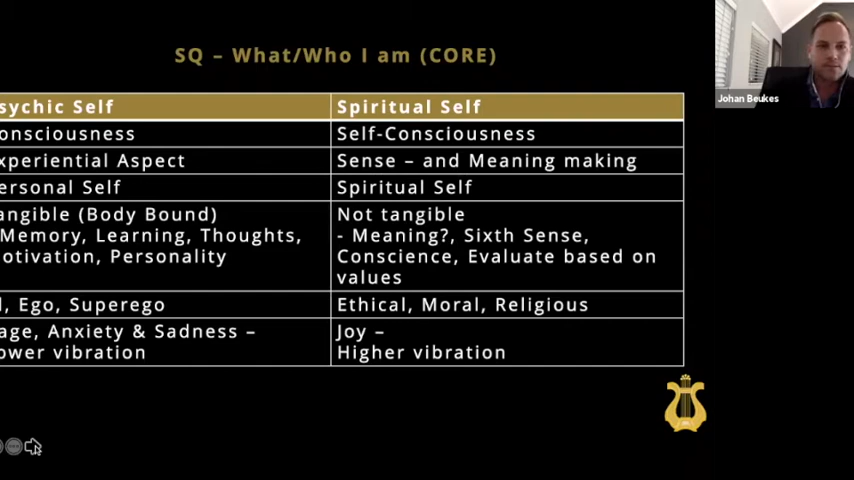 SQ – What/Who I am (CORE)
sychic Self
Spiritual Self
onsciousness
Self-Consciousness
xperiential Aspect
Sense – and Meaning making
ersonal Self
Spiritual Self
angible (Body Bound)
Memory, Learning, Thoughts,
otivation, Personality
Not tangible
- Meaning?, Sixth Sense,
Conscience, Evaluate based on
values
, Ego, Superego
Ethical, Moral, Religious
age, Anxiety & Sadness –
ower vibration
Joy –
Higher vibration
Johan Beukes